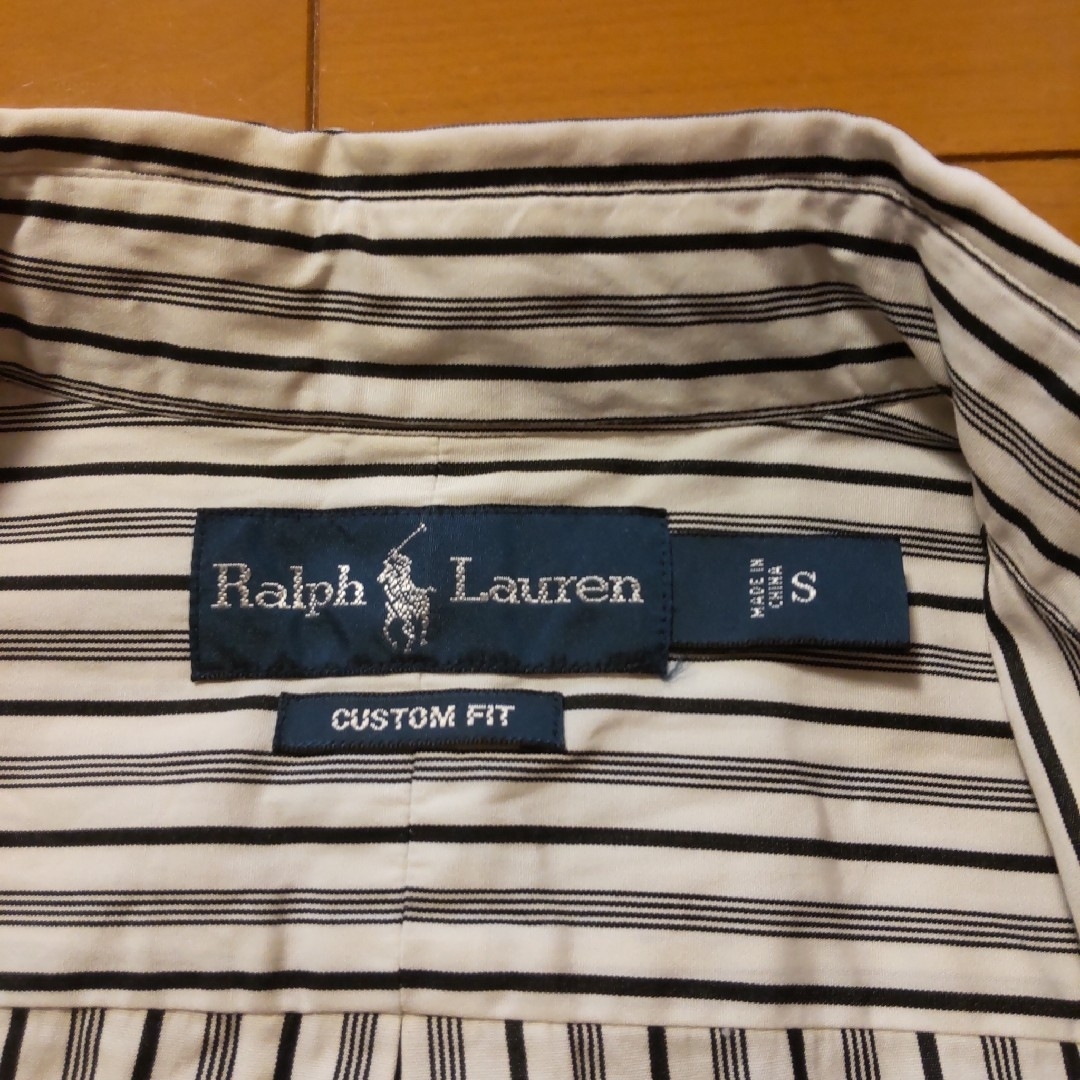 Ralph Lauren
MADE IN
CHINA
S
CUSTOM FIT